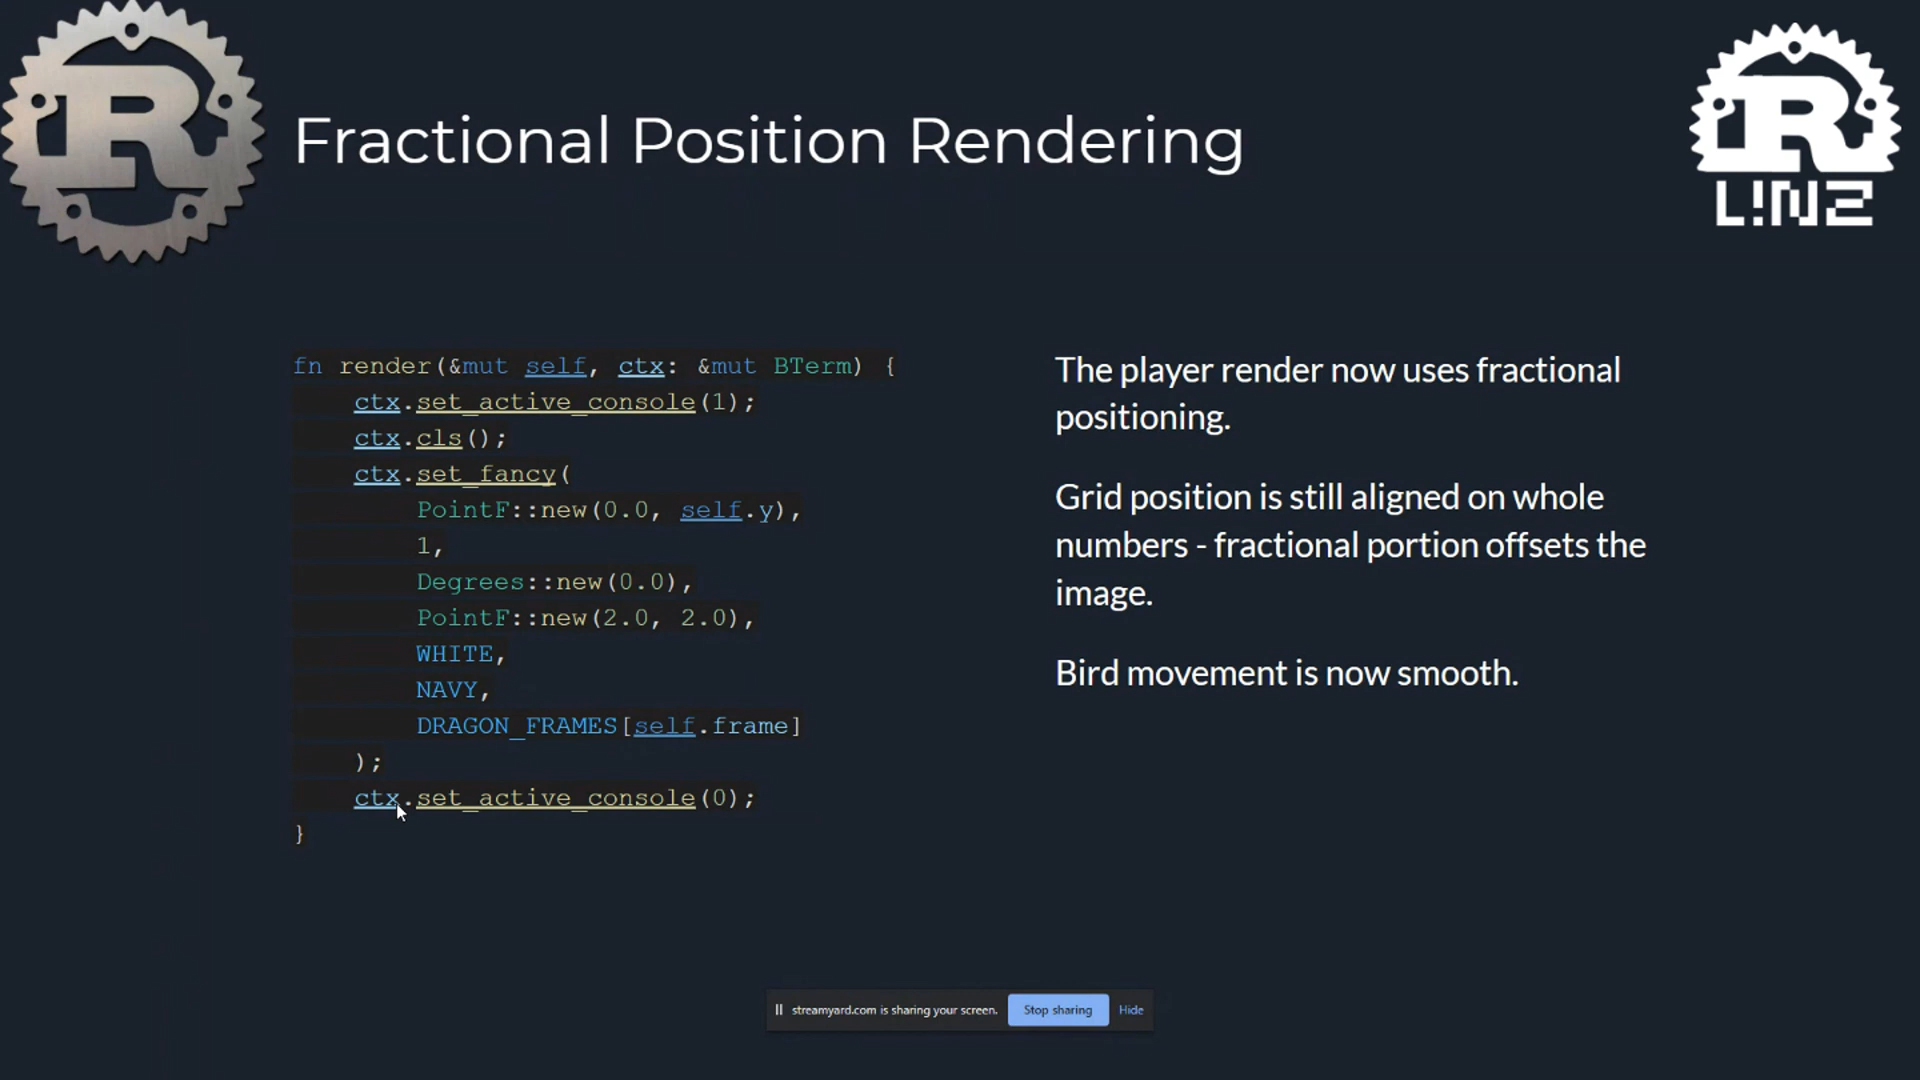 R
Fractional Position Rendering
R
L!NZ
fn render(&mut self, ctx: &mut BTerm) {
    ctx.set_active_console(1);
    ctx.cls();
    ctx.set_fancy(
        PointF::new(0.0, self.y),
        1,
        Degrees::new(0.0),
        PointF::new(2.0, 2.0),
        WHITE,
        NAVY,
        DRAGON_FRAMES[self.frame]
    );
    ctx.set_active_console(0);
}
The player render now uses fractional
positioning.
Grid position is still aligned on whole
numbers - fractional portion offsets the
image.
Bird movement is now smooth.
streamyard.com is sharing your screen.
Stop sharing
Hide